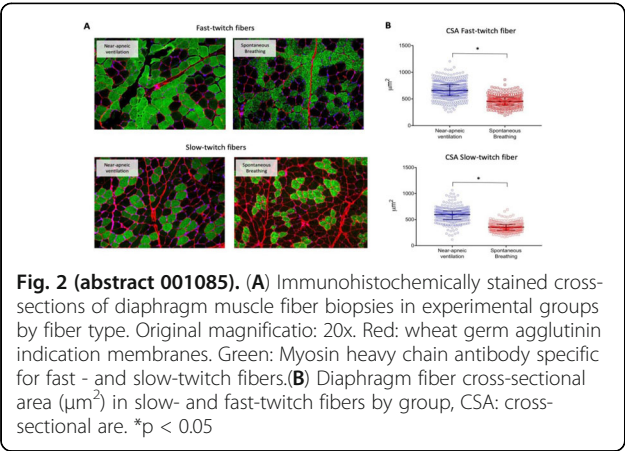 A
Fast-twitch fibers
B
CSA Fast-twitch fiber
Near-apneic
ventilation
Spontaneous
Breathing
1500
*
1000
μm²
500
0
Near-apneic
ventilation
Spontaneous
Breathing
Slow-twitch fibers
CSA Slow-twitch fiber
Near-apneic
ventilation
Spontaneous
Breathing
1500
*
1000
μm²
500
0
Near-apneic
ventilation
Spontaneous
Breathing
Fig. 2 (abstract 001085). (A) Immunohistochemically stained cross-
sections of diaphragm muscle fiber biopsies in experimental groups
by fiber type. Original magnificatio: 20x. Red: wheat germ agglutinin
indication membranes. Green: Myosin heavy chain antibody specific
for fast - and slow-twitch fibers.(B) Diaphragm fiber cross-sectional
area (μm²) in slow- and fast-twitch fibers by group, CSA: cross-
sectional are. *p < 0.05